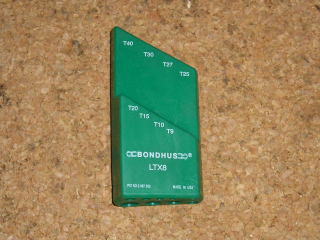 T40
T30
T27
T25
T20
T15
T10
T9
BONDHUS®
LTX8
MADE IN USA